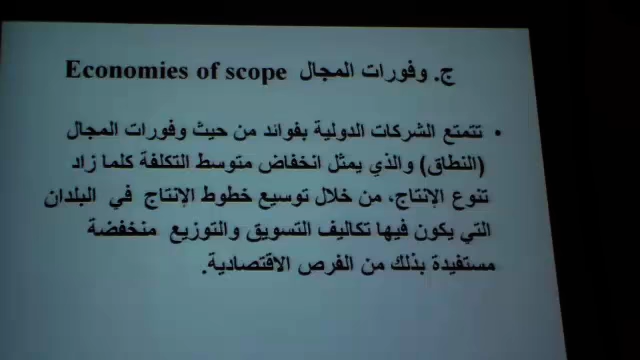 ج. وفورات المجال Economies of scope
• تتمتع الشركات الدولية بفوائد من حيث وفورات المجال
(النطاق) والذي يمثل انخفاض متوسط التكلفة كلما زاد
تنوع الإنتاج، من خلال توسيع خطوط الإنتاج في البلدان
التي يكون فيها تكاليف التسويق والتوزيع منخفضة
مستفيدة بذلك من الفرص الاقتصادية.